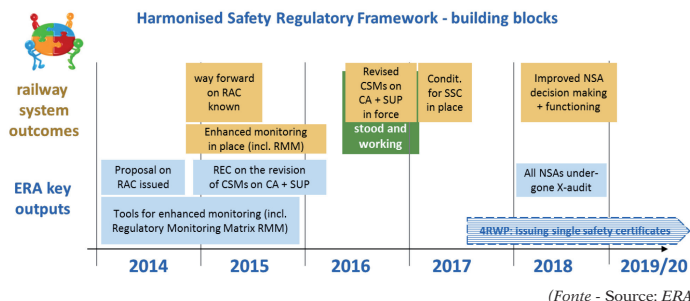 Harmonised Safety Regulatory Framework - building blocks
railway
system
outcomes
way forward
on RAC
known
Revised
CSMs on
CA + SUP
in force
Condit.
for SSC
in place
Improved NSA
decision making
+ functioning
Enhanced monitoring
in place (incl. RMM)
stood and
working
ERA key
outputs
Proposal on
RAC issued
REC on the revision
of CSMs on CA + SUP
All NSAs under-
gone X-audit
Tools for enhanced monitoring (incl.
Regulatory Monitoring Matrix RMM)
4RWP: issuing single safety certificates
2014 2015 2016 2017 2018 2019/20
(Fonte - Source: ERA